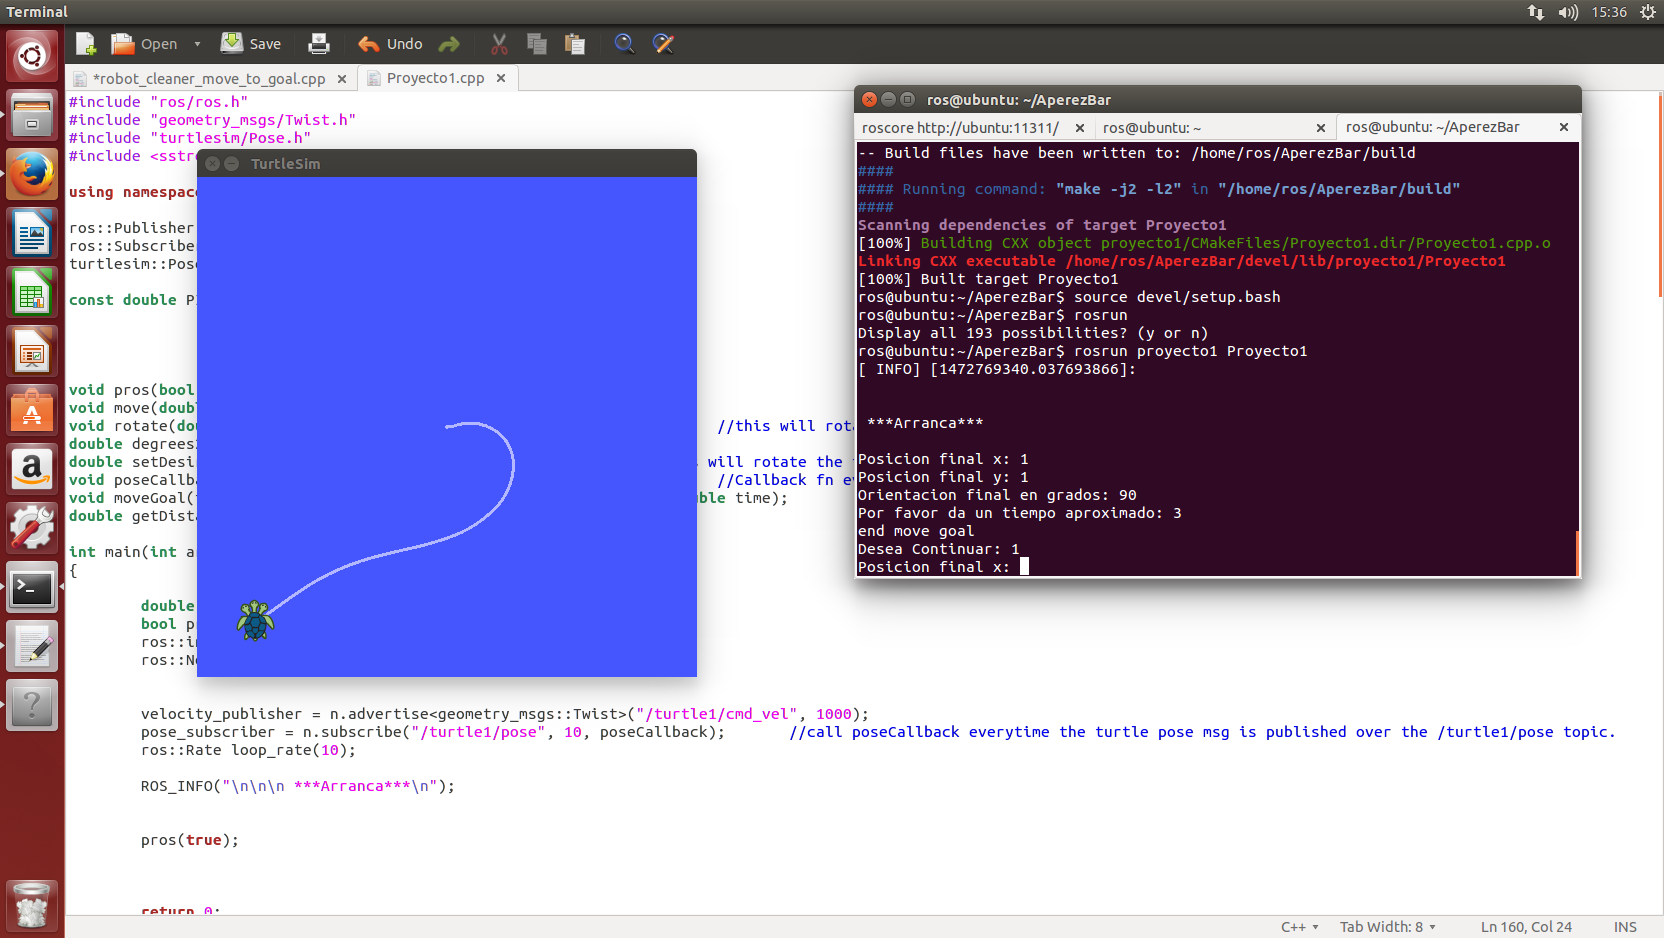 Terminal
15:36
Open
Save
Undo
*robot_cleaner_move_to_goal.cpp
Proyecto1.cpp
#include "ros/ros.h"
#include "geometry_msgs/Twist.h"
#include "turtlesim/Pose.h"
#include <sstr
using namespace
ros::Publisher
ros::Subscriber
turtlesim::Pos
const double P
void pros(bool
void move(doub
void rotate(do //this will rot
double degrees
double setDesi s will rotate the
void poseCallb //Callback fn e
void moveGoal( ble time);
double getDist
int main(int a
{
double
bool p
ros::i
ros::N
velocity_publisher = n.advertise<geometry_msgs::Twist>("/turtle1/cmd_vel", 1000);
pose_subscriber = n.subscribe("/turtle1/pose", 10, poseCallback); //call poseCallback everytime the turtle pose msg is published over the /turtle1/pose topic.
ros::Rate loop_rate(10);
ROS_INFO("\n\n\n ***Arranca***\n");
pros(true);
return 0;
TurtleSim
ros@ubuntu: ~/AperezBar
roscore http://ubuntu:11311/
ros@ubuntu: ~
ros@ubuntu: ~/AperezBar
-- Build files have been written to: /home/ros/AperezBar/build
####
#### Running command: "make -j2 -l2" in "/home/ros/AperezBar/build"
####
Scanning dependencies of target Proyecto1
[100%] Building CXX object proyecto1/CMakeFiles/Proyecto1.dir/Proyecto1.cpp.o
Linking CXX executable /home/ros/AperezBar/devel/lib/proyecto1/Proyecto1
[100%] Built target Proyecto1
ros@ubuntu:~/AperezBar$ source devel/setup.bash
ros@ubuntu:~/AperezBar$ rosrun
Display all 193 possibilities? (y or n)
ros@ubuntu:~/AperezBar$ rosrun proyecto1 Proyecto1
[ INFO] [1472769340.037693866]:
***Arranca***
Posicion final x: 1
Posicion final y: 1
Orientacion final en grados: 90
Por favor da un tiempo aproximado: 3
end move goal
Desea Continuar: 1
Posicion final x:
C++
Tab Width: 8
Ln 160, Col 24
INS